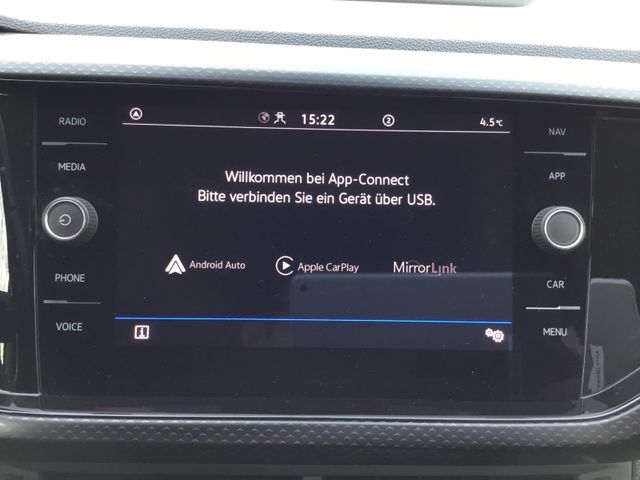 RADIO
MEDIA
PHONE
VOICE
15:22
2
4.5°C
Willkommen bei App-Connect
Bitte verbinden Sie ein Gerät über USB.
Android Auto
Apple CarPlay
MirrorLink
NAV
APP
CAR
MENU